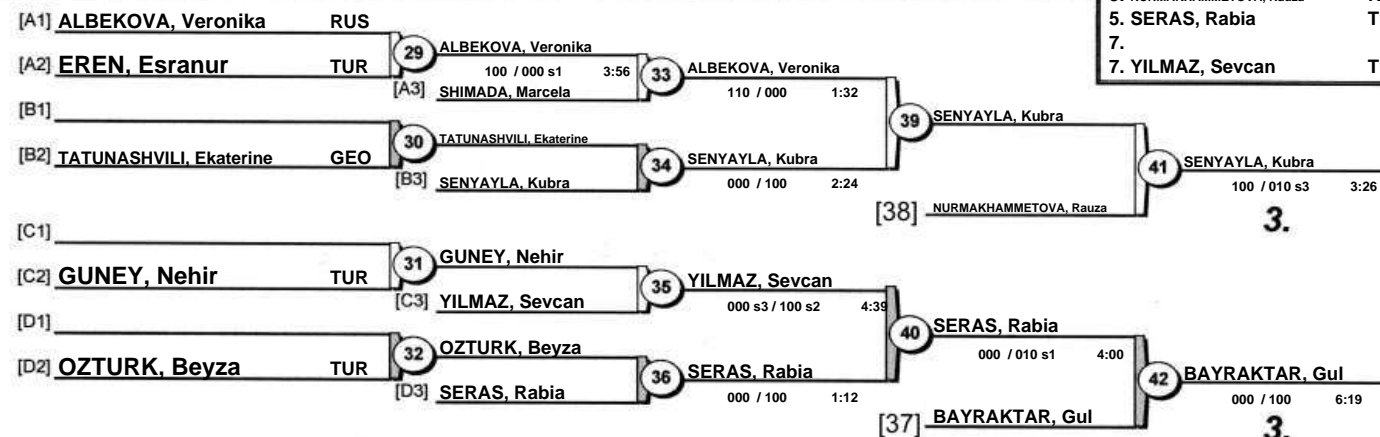 [A1] ALBEKOVA, Veronika RUS
[A2] EREN, Esranur TUR
29
ALBEKOVA, Veronika
100 / 000 s1 3:56
[A3] SHIMADA, Marcela
33
ALBEKOVA, Veronika
110 / 000 1:32
[B1]
[B2] TATUNASHVILI, Ekaterine GEO
30
TATUNASHVILI, Ekaterine
[B3] SENYAYLA, Kubra
34
SENYAYLA, Kubra
000 / 100 2:24
39
SENYAYLA, Kubra
[38] NURMAKHAMMETOVA, Rauza
41
SENYAYLA, Kubra
100 / 010 s3 3:26
3.
[C1]
[C2] GUNEY, Nehir TUR
31
GUNEY, Nehir
[C3] YILMAZ, Sevcan
35
YILMAZ, Sevcan
000 s3 / 100 s2 4:39
[D1]
[D2] OZTURK, Beyza TUR
32
OZTURK, Beyza
[D3] SERAS, Rabia
36
SERAS, Rabia
000 / 100 1:12
40
SERAS, Rabia
000 / 010 s1 4:00
[37] BAYRAKTAR, Gul
42
BAYRAKTAR, Gul
000 / 100 6:19
3.
5. SERAS, Rabia T
7.
7. YILMAZ, Sevcan T